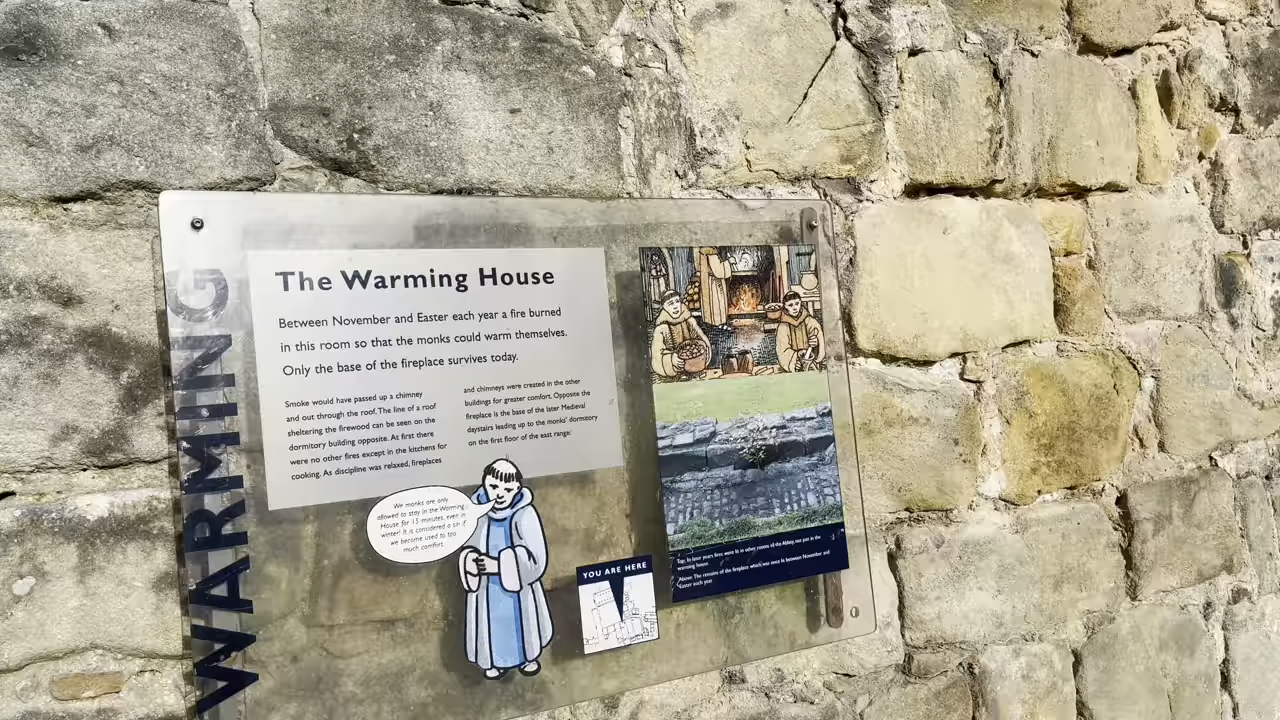 WARMING
The Warming House
Between November and Easter each year a fire burned
in this room so that the monks could warm themselves.
Only the base of the fireplace survives today.
Smoke would have passed up a chimney
and out through the roof. The line of a roof
sheltering the firewood can be seen on the
dormitory building opposite. At first there
were no other fires except in the kitchens for
cooking. As discipline was relaxed, fireplaces
and chimneys were created in the other
buildings for greater comfort. Opposite the
fireplace is the base of the later Medieval
daystairs leading up to the monks' dormitory
on the first floor of the east range.
We monks are only
allowed to stay in the Warming
House for 15 minutes, even in
winter! It is considered a sin if
we become used to too
much comfort.
YOU ARE HERE
Top: In later years fires were lit in other rooms of the Abbey, not just in the
warming house.
Above: The remains of the fireplace which was once lit between November and
Easter each year